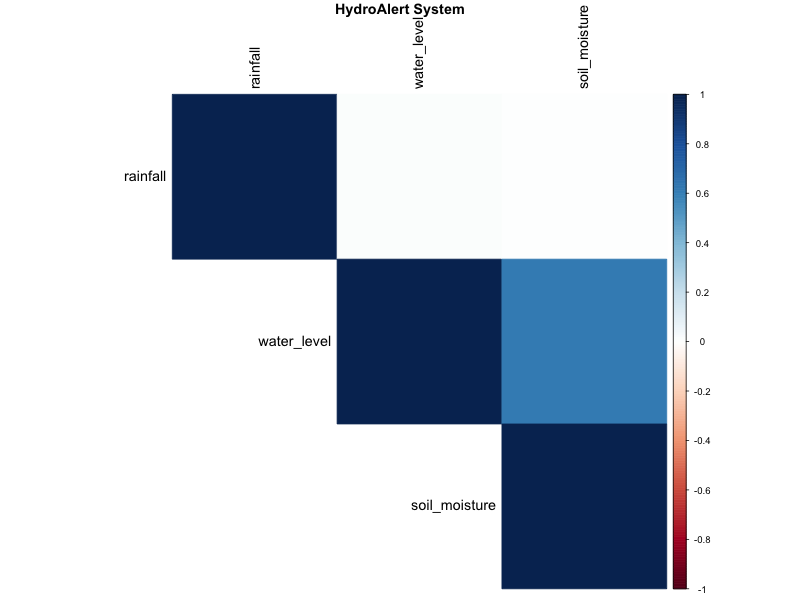 HydroAlert System
rainfall
water_level
soil_moisture
rainfall
water_level
soil_moisture
1
0.8
0.6
0.4
0.2
0
-0.2
-0.4
-0.6
-0.8
-1